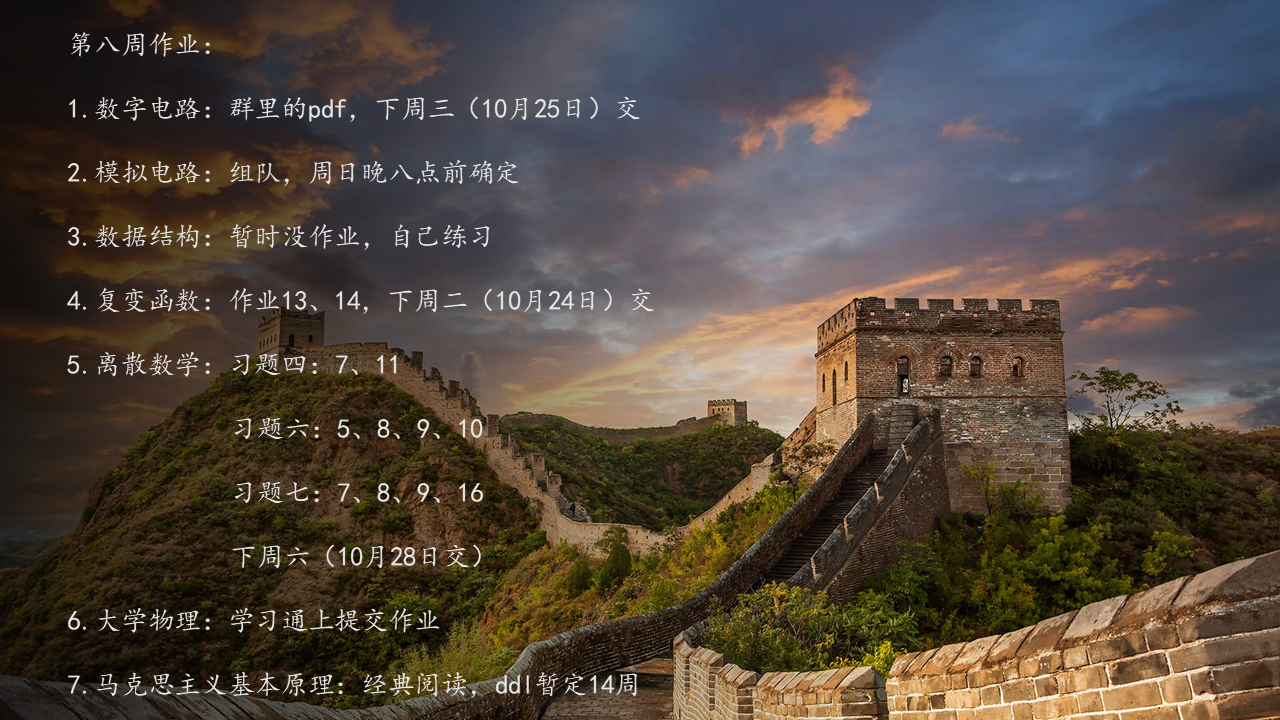 第八周作业：
1.数字电路：群里的pdf，下周三（10月25日）交
2.模拟电路：组队，周日晚八点前确定
3.数据结构：暂时没作业，自己练习
4.复变函数：作业13、14，下周二（10月24日）交
5.离散数学：习题四：7、11
习题六：5、8、9、10
习题七：7、8、9、16
下周六（10月28日交）
6.大学物理：学习通上提交作业
7.马克思主义基本原理：经典阅读，ddl暂定14周